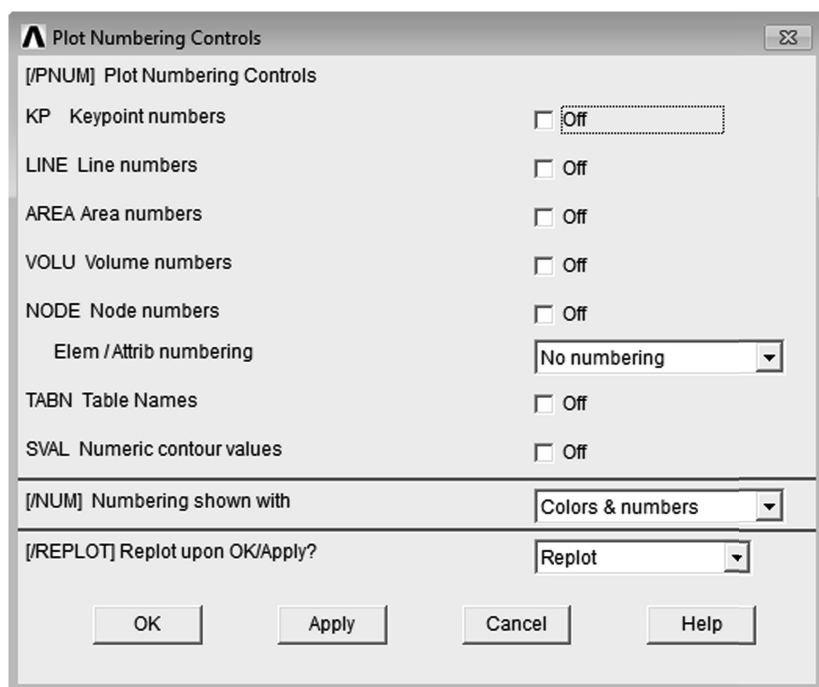 Plot Numbering Controls
[/PNUM] Plot Numbering Controls
KP Keypoint numbers Off
LINE Line numbers Off
AREA Area numbers Off
VOLU Volume numbers Off
NODE Node numbers Off
Elem / Attrib numbering No numbering
TABN Table Names Off
SVAL Numeric contour values Off
[/NUM] Numbering shown with Colors & numbers
[/REPLOT] Replot upon OK/Apply? Replot
OK Apply Cancel Help